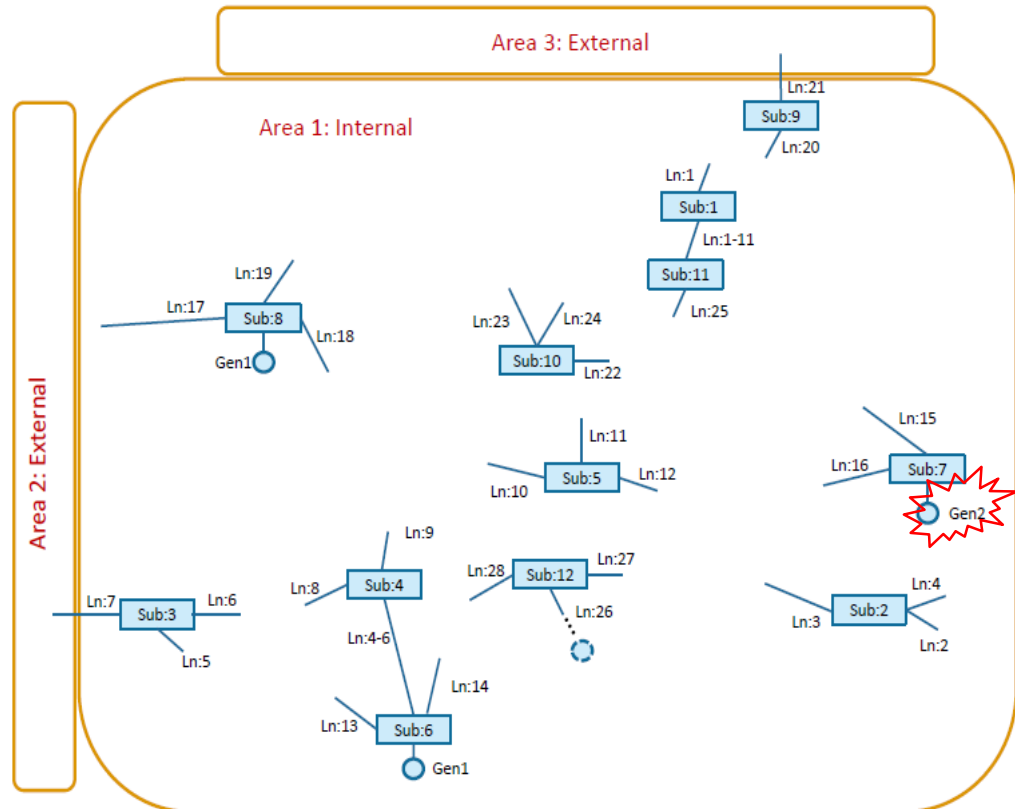 Area 3: External
Ln:21
Sub:9
Ln:20
Area 1: Internal
Ln:1
Sub:1
Ln:1-11
Sub:11
Ln:25
Ln:19
Ln:17
Sub:8
Ln:18
Gen1
Ln:23
Ln:24
Sub:10
Ln:22
Area 2: External
Ln:11
Ln:10
Sub:5
Ln:12
Ln:15
Ln:16
Sub:7
Gen2
Ln:9
Ln:8
Sub:4
Ln:28
Sub:12
Ln:27
Ln:26
Ln:7
Sub:3
Ln:6
Ln:5
Ln:4
Ln:3
Sub:2
Ln:2
Ln:4-6
Ln:14
Ln:13
Sub:6
Gen1